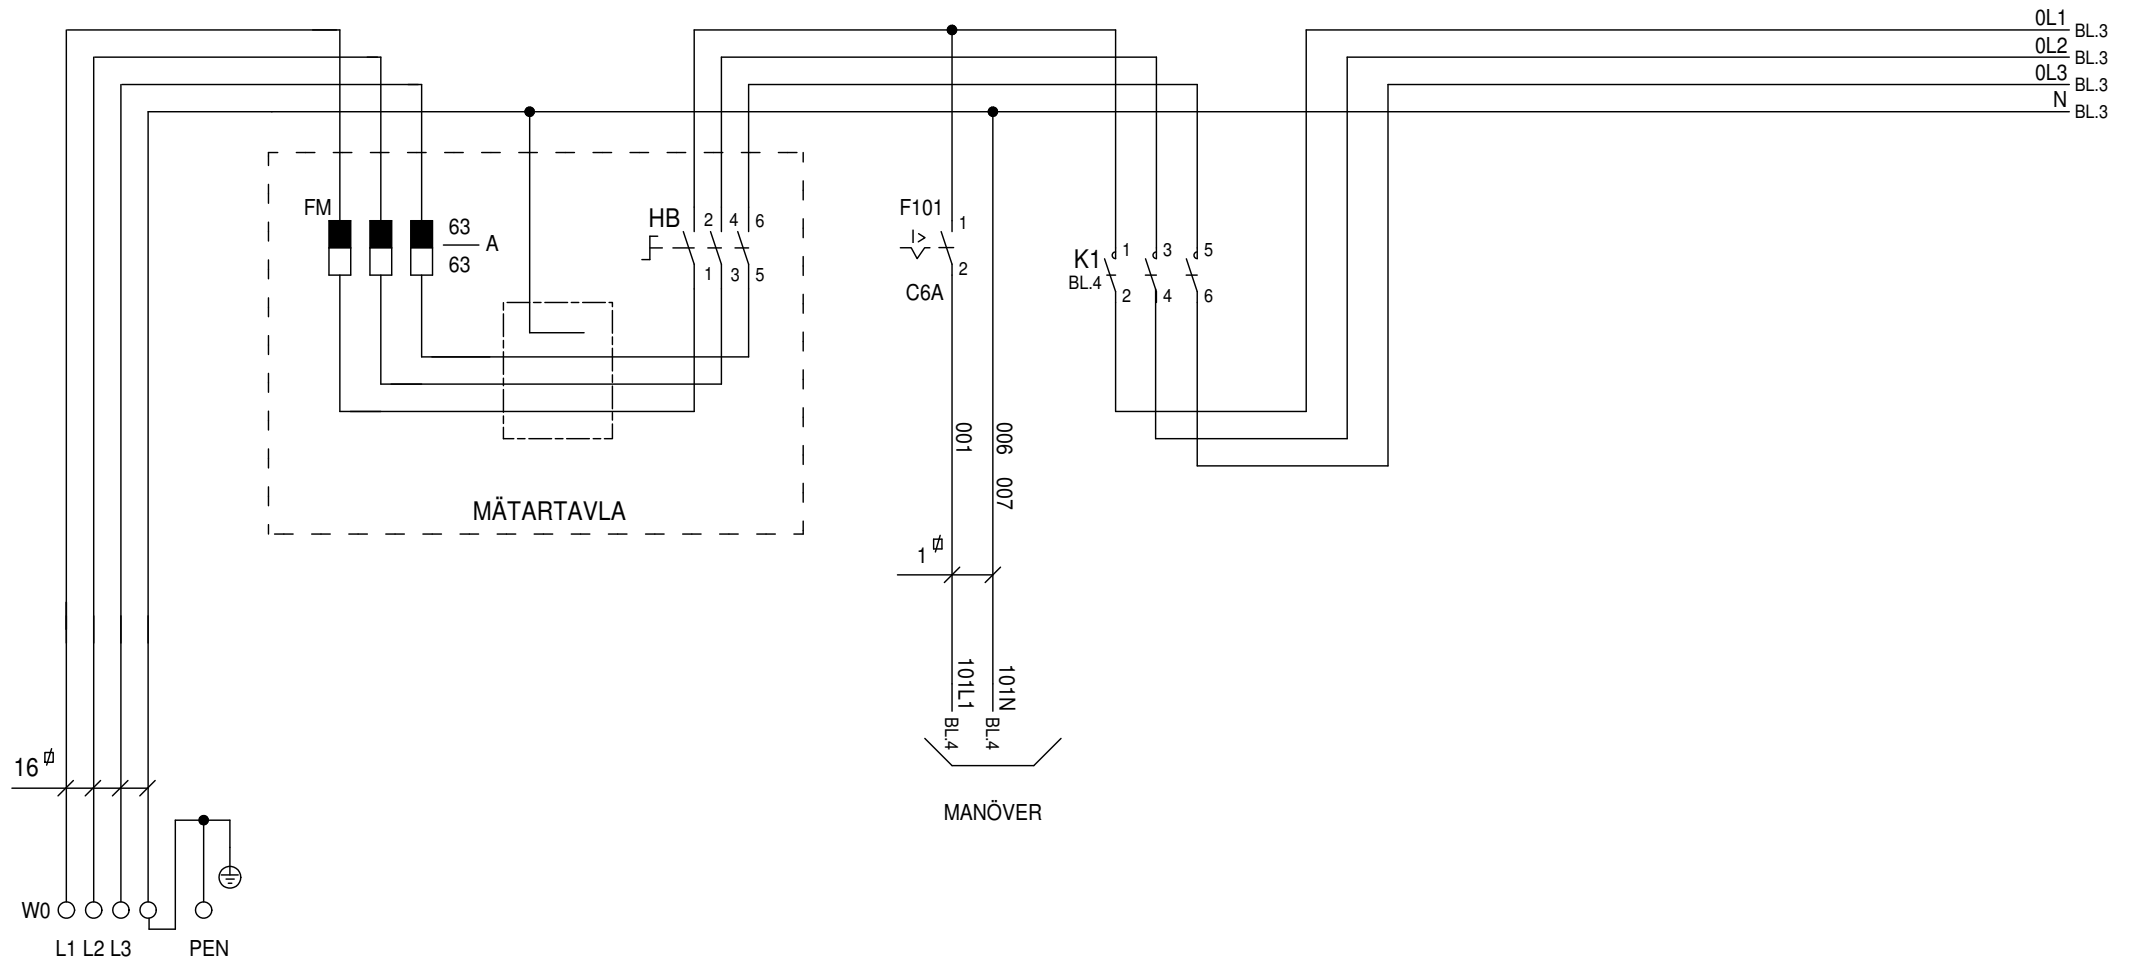 0L1 BL.3
0L2 BL.3
0L3 BL.3
N BL.3
FM
63
A
63
HB 2 4 6
1 3 5
F101
1
I>
2
C6A
K1 1 3 5
BL.4
2 4 6
001
006
007
MÄTARTAVLA
1
101L1
101N
BL.4
BL.4
16
MANÖVER
W0
L1 L2 L3 PEN